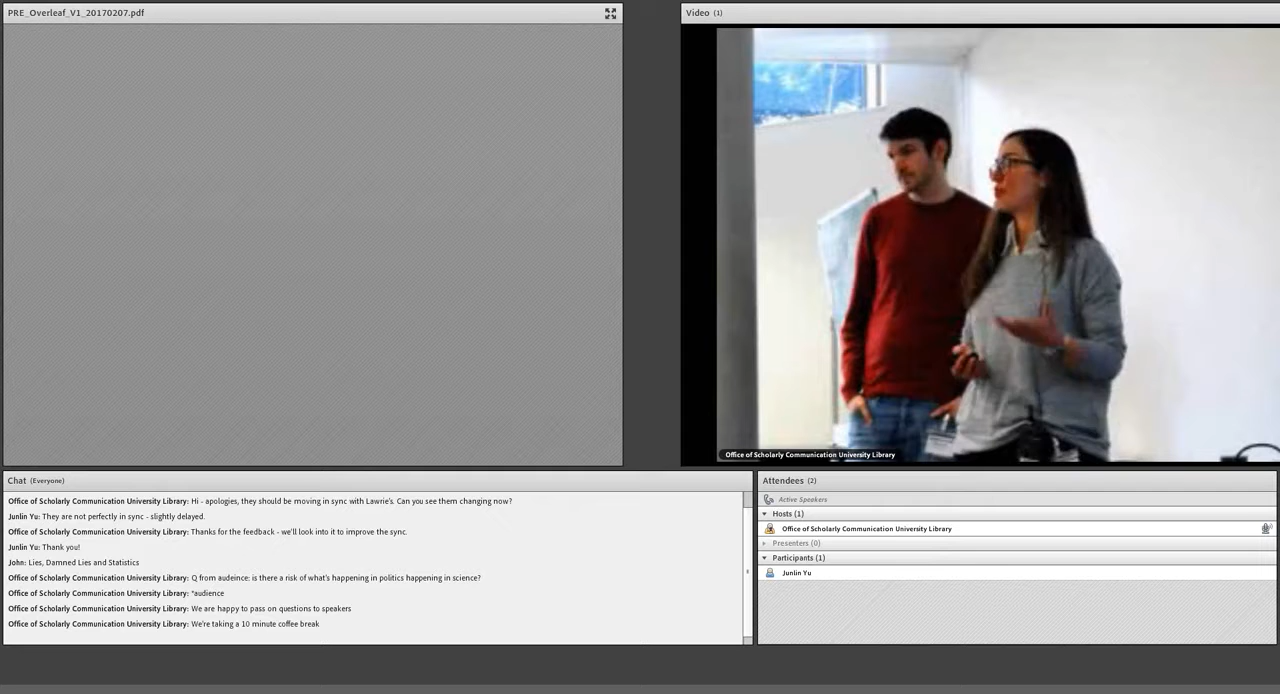 PRE_Overleaf_V1_20170207.pdf
Video (1)
Office of Scholarly Communication University Library
Chat (Everyone)
Office of Scholarly Communication University Library: Hi - apologies, they should be moving in sync with Lawrie's. Can you see them changing now?
Junlin Yu: They are not perfectly in sync - slightly delayed.
Office of Scholarly Communication University Library: Thanks for the feedback - we'll look into it to improve the sync.
Junlin Yu: Thank you!
John: Lies, Damned Lies and Statistics
Office of Scholarly Communication University Library: Q from audeince: is there a risk of what's happening in politics happening in science?
Office of Scholarly Communication University Library: *audience
Office of Scholarly Communication University Library: We are happy to pass on questions to speakers
Office of Scholarly Communication University Library: We're taking a 10 minute coffee break
Attendees (2)
Active Speakers
Hosts (1)
Office of Scholarly Communication University Library
Presenters (0)
Participants (1)
Junlin Yu